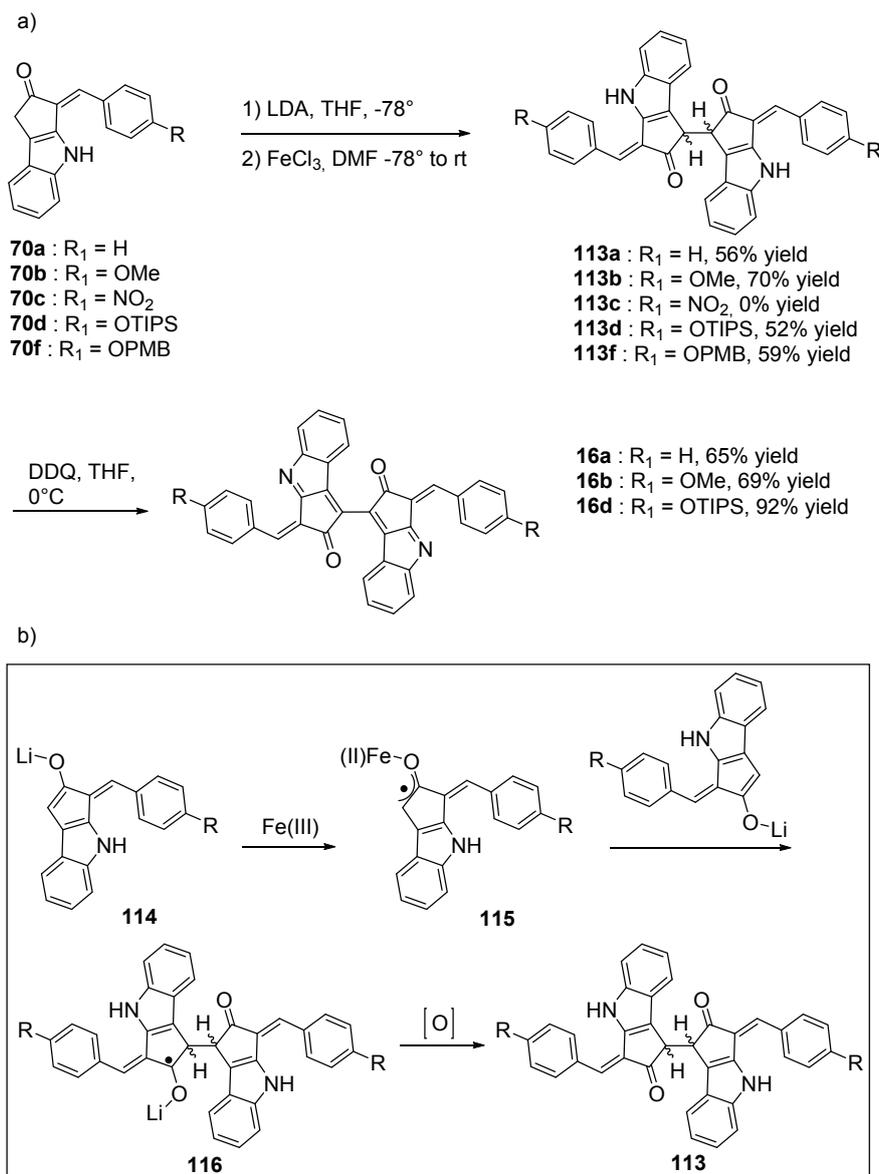 a)
O
R
NH
1) LDA, THF, -78°
2) FeCl3, DMF -78° to rt
HN
H
O
R
R
O
H
NH
70a : R1 = H
70b : R1 = OMe
70c : R1 = NO2
70d : R1 = OTIPS
70f : R1 = OPMB
113a : R1 = H, 56% yield
113b : R1 = OMe, 70% yield
113c : R1 = NO2, 0% yield
113d : R1 = OTIPS, 52% yield
113f : R1 = OPMB, 59% yield
DDQ, THF,
0°C
N
O
R
R
O
N
16a : R1 = H, 65% yield
16b : R1 = OMe, 69% yield
16d : R1 = OTIPS, 92% yield
b)
Li
O
R
NH
114
Fe(III)
(II)Fe
O
R
NH
115
HN
R
O
Li
HN
H
O
R
R
H
O
Li
NH
116
[O]
HN
H
O
R
R
O
H
NH
113